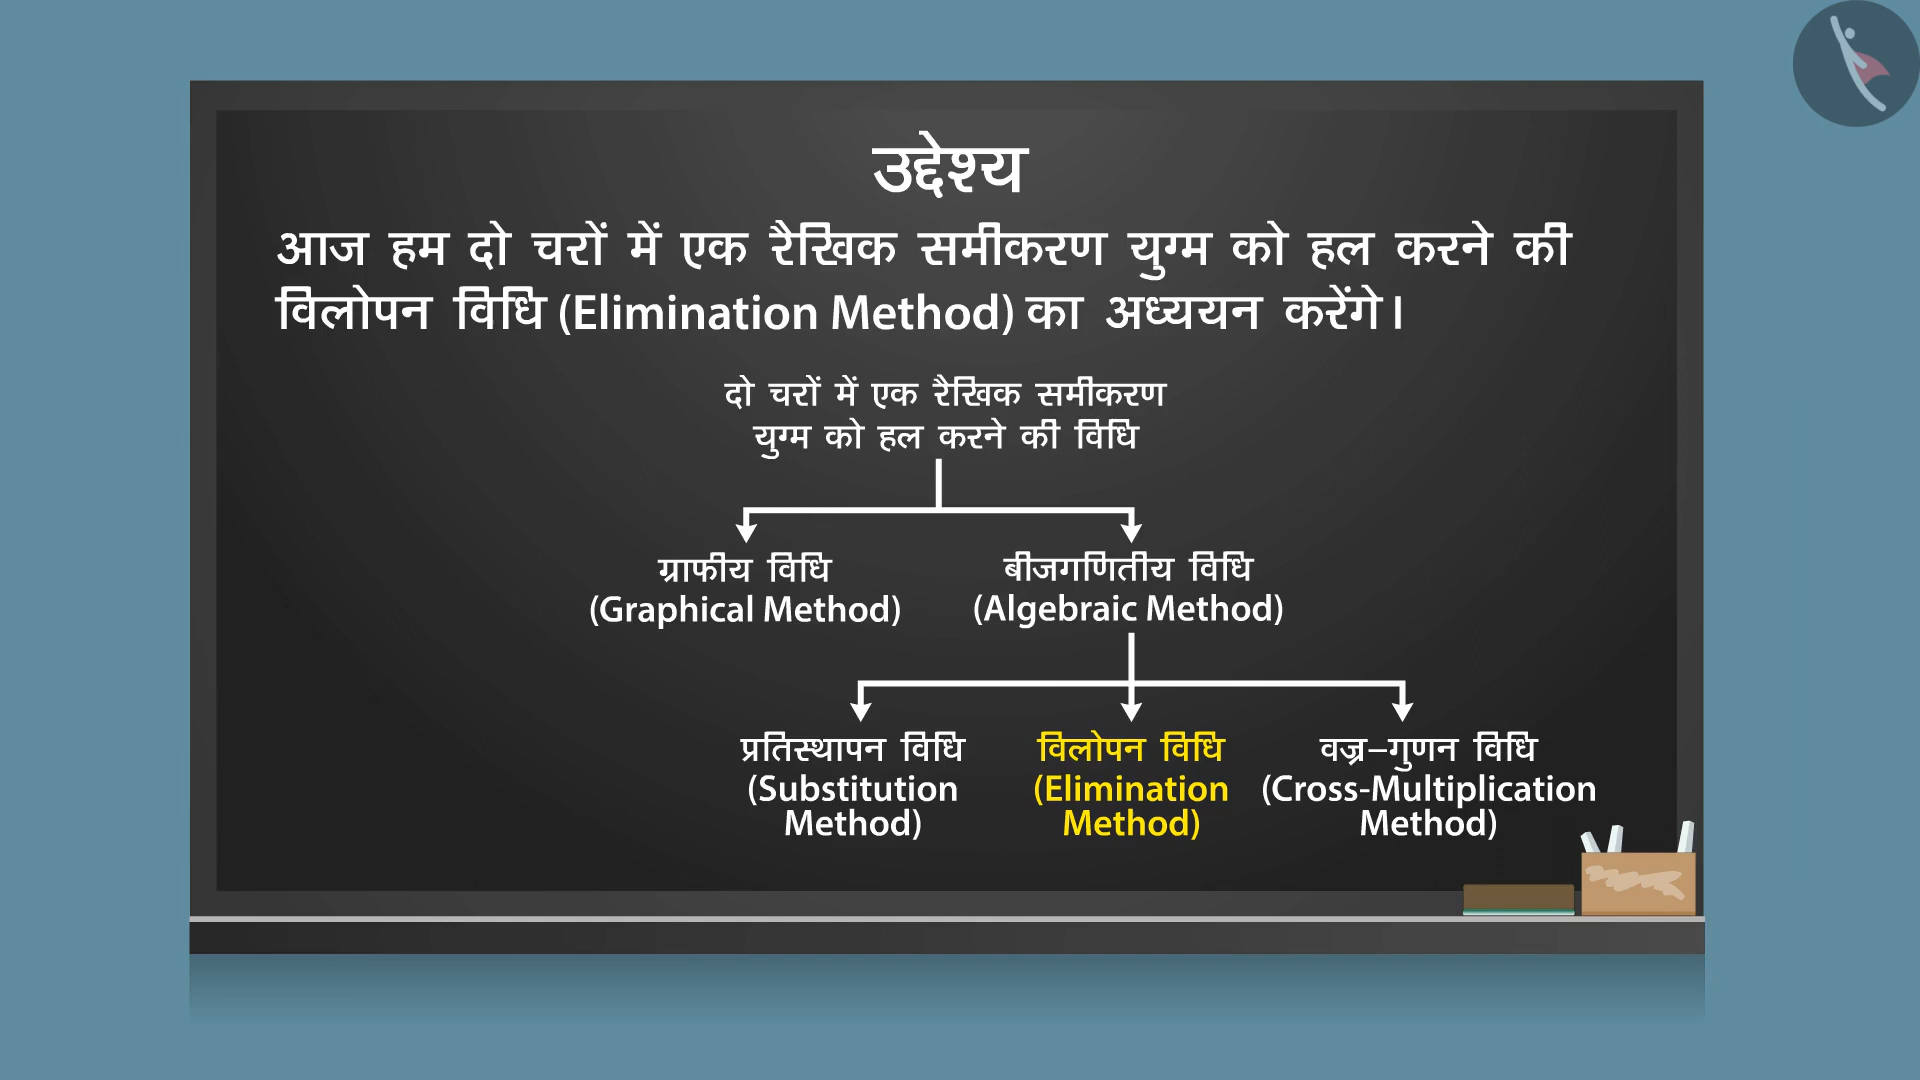 उद्देश्य
आज हम दो चरों में एक रैखिक समीकरण युग्म को हल करने की
विलोपन विधि (Elimination Method) का अध्ययन करेंगे।
दो चरों में एक रैखिक समीकरण
युग्म को हल करने की विधि
ग्राफीय विधि
(Graphical Method)
बीजगणितीय विधि
(Algebraic Method)
प्रतिस्थापन विधि
(Substitution
Method)
विलोपन विधि
(Elimination
Method)
वज्र–गुणन विधि
(Cross-Multiplication
Method)